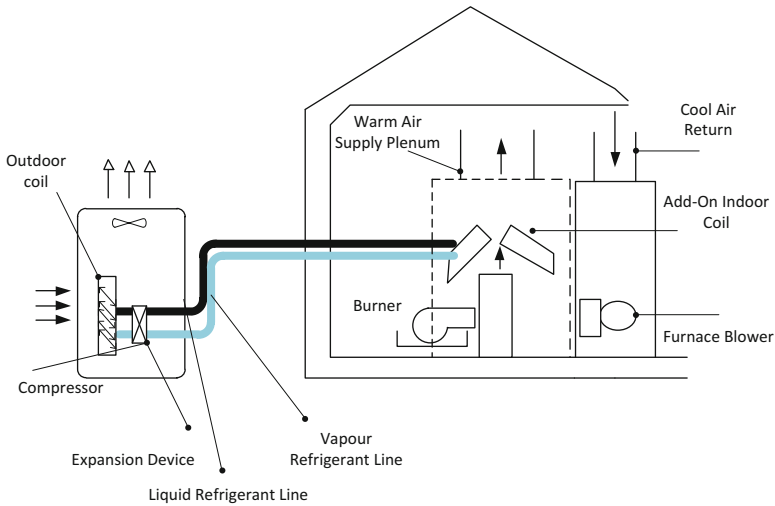 Warm Air
Supply Plenum
Cool Air
Return
Outdoor
coil
Add-On Indoor
Coil
Burner
Furnace Blower
Compressor
Expansion Device
Vapour
Refrigerant Line
Liquid Refrigerant Line